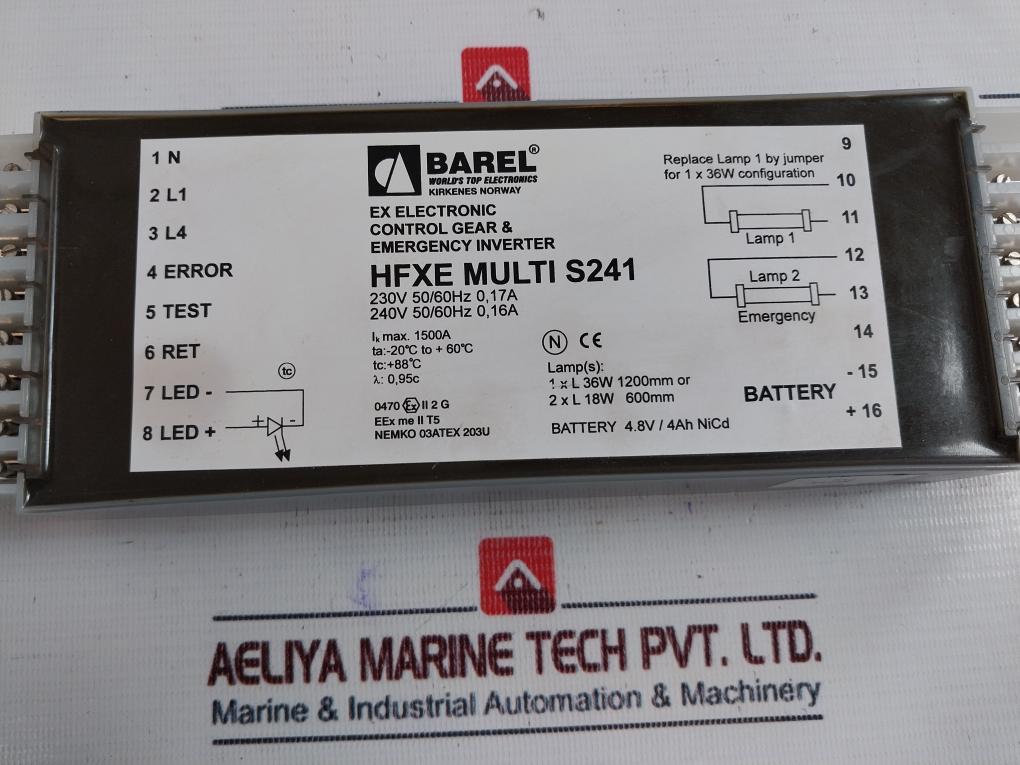 1 N
2 L1
3 L4
4 ERROR
5 TEST
6 RET
7 LED -
8 LED +
tc
+ -
BAREL®
WORLD'S TOP ELECTRONICS
KIRKENES NORWAY
EX ELECTRONIC
CONTROL GEAR &
EMERGENCY INVERTER
HFXE MULTI S241
230V 50/60Hz 0,17A
240V 50/60Hz 0,16A
Ik max. 1500A
ta:-20°C to + 60°C
tc:+88°C
λ: 0,95c
0470 Ex II 2 G
EEx me II T5
NEMKO 03ATEX 203U
N CE
Lamp(s):
1 x L 36W 1200mm or
2 x L 18W 600mm
BATTERY 4.8V / 4Ah NiCd
Replace Lamp 1 by jumper
for 1 x 36W configuration
9
10
11
Lamp 1
12
Lamp 2
13
Emergency
14
BATTERY
- 15
+ 16
AELIYA MARINE TECH PVT. LTD.
Marine & Industrial Automation & Machinery